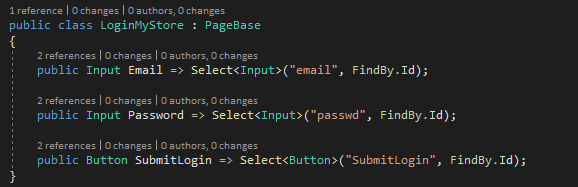 1 reference | 0 changes | 0 authors, 0 changes
public class LoginMyStore : PageBase
{
2 references | 0 changes | 0 authors, 0 changes
public Input Email => Select<Input>("email", FindBy.Id);
2 references | 0 changes | 0 authors, 0 changes
public Input Password => Select<Input>("passwd", FindBy.Id);
2 references | 0 changes | 0 authors, 0 changes
public Button SubmitLogin => Select<Button>("SubmitLogin", FindBy.Id);
}